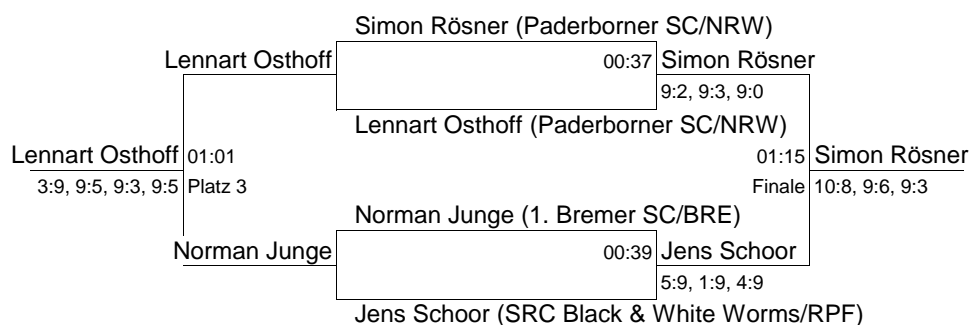 Simon Rösner (Paderborner SC/NRW)
Lennart Osthoff 00:37 Simon Rösner
9:2, 9:3, 9:0
Lennart Osthoff (Paderborner SC/NRW)
Lennart Osthoff 01:01 01:15 Simon Rösner
3:9, 9:5, 9:3, 9:5 Platz 3 Finale 10:8, 9:6, 9:3
Norman Junge (1. Bremer SC/BRE)
Norman Junge 00:39 Jens Schoor
5:9, 1:9, 4:9
Jens Schoor (SRC Black & White Worms/RPF)